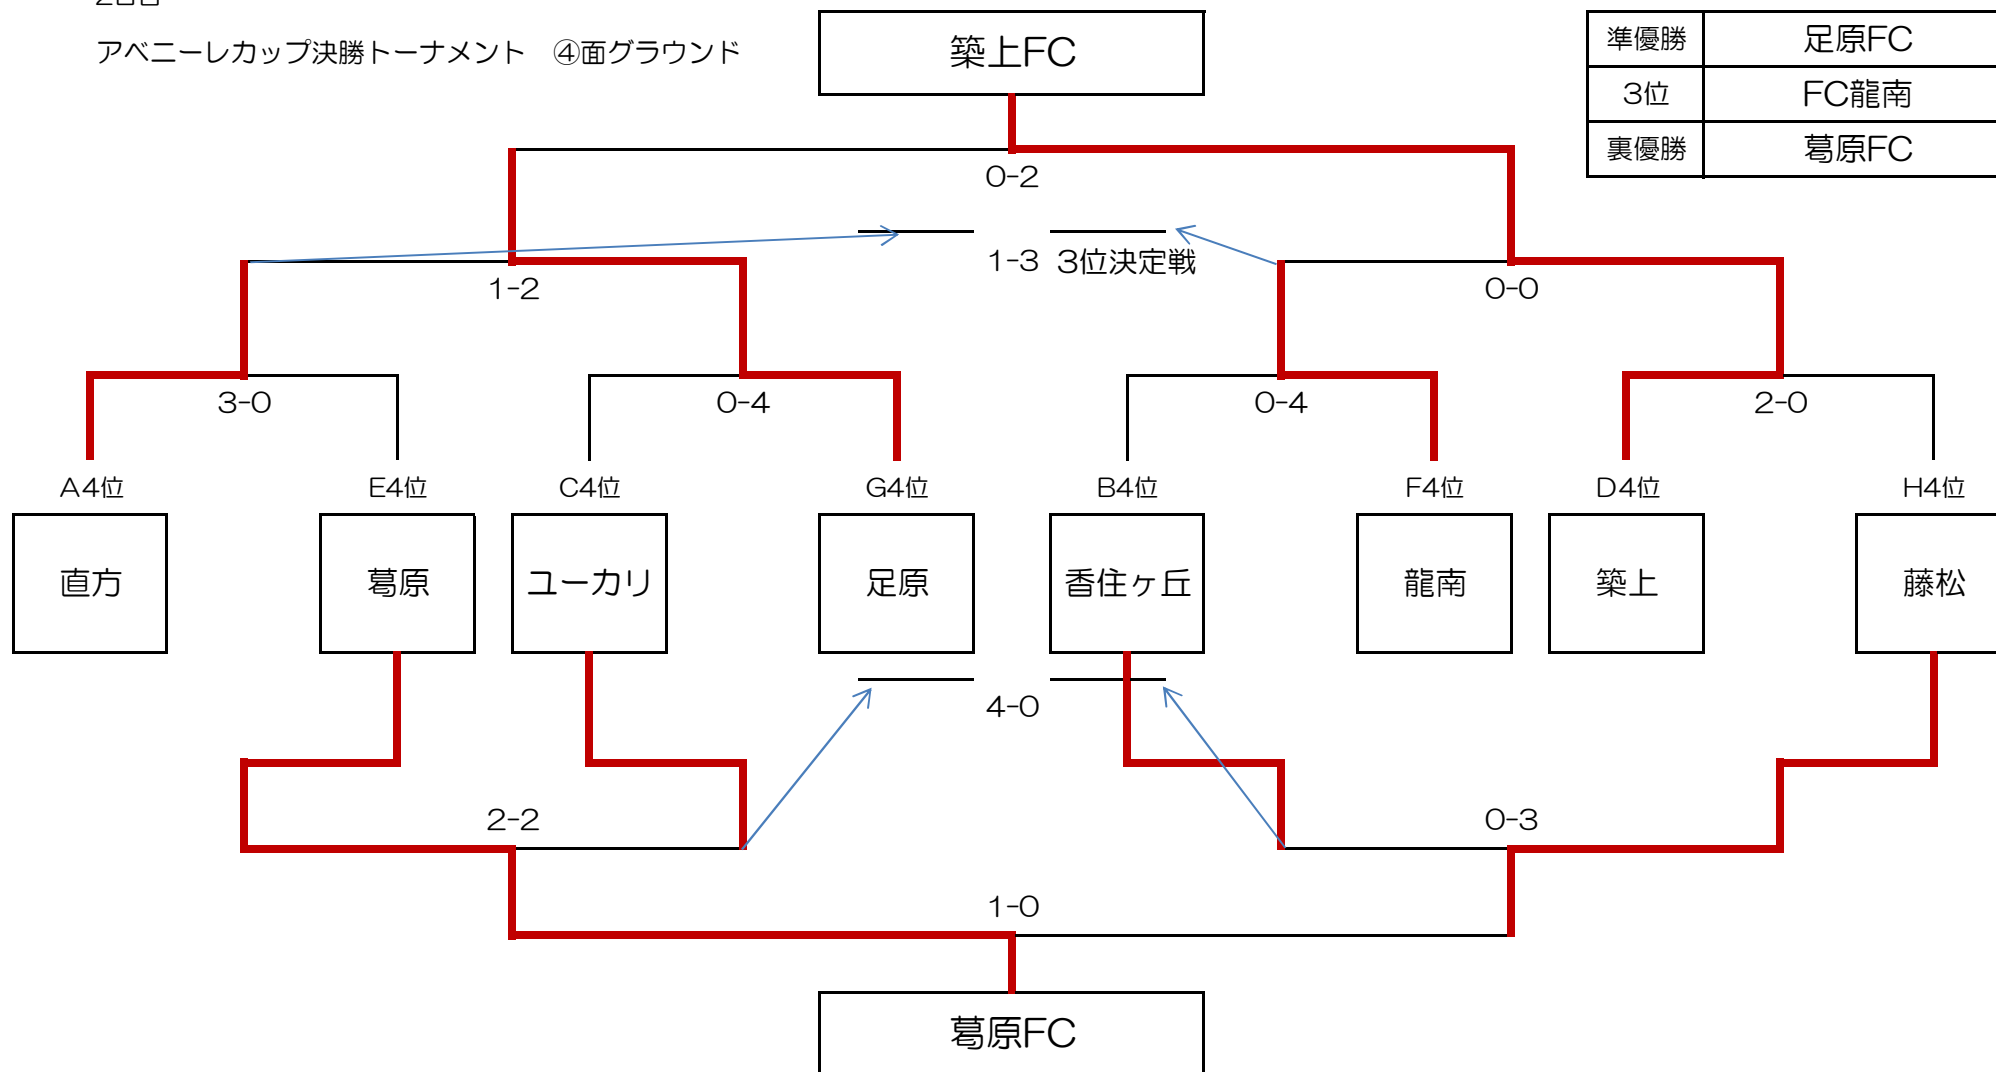 アベニーレカップ決勝トーナメント　④面グラウンド
築上FC
準優勝 足原FC
3位 FC龍南
裏優勝 葛原FC
0-2
1-3 3位決定戦
1-2
0-0
3-0
0-4
0-4
2-0
A4位 E4位 C4位 G4位 B4位 F4位 D4位 H4位
直方 葛原 ユーカリ 足原 香住ヶ丘 龍南 築上 藤松
4-0
2-2
0-3
1-0
葛原FC